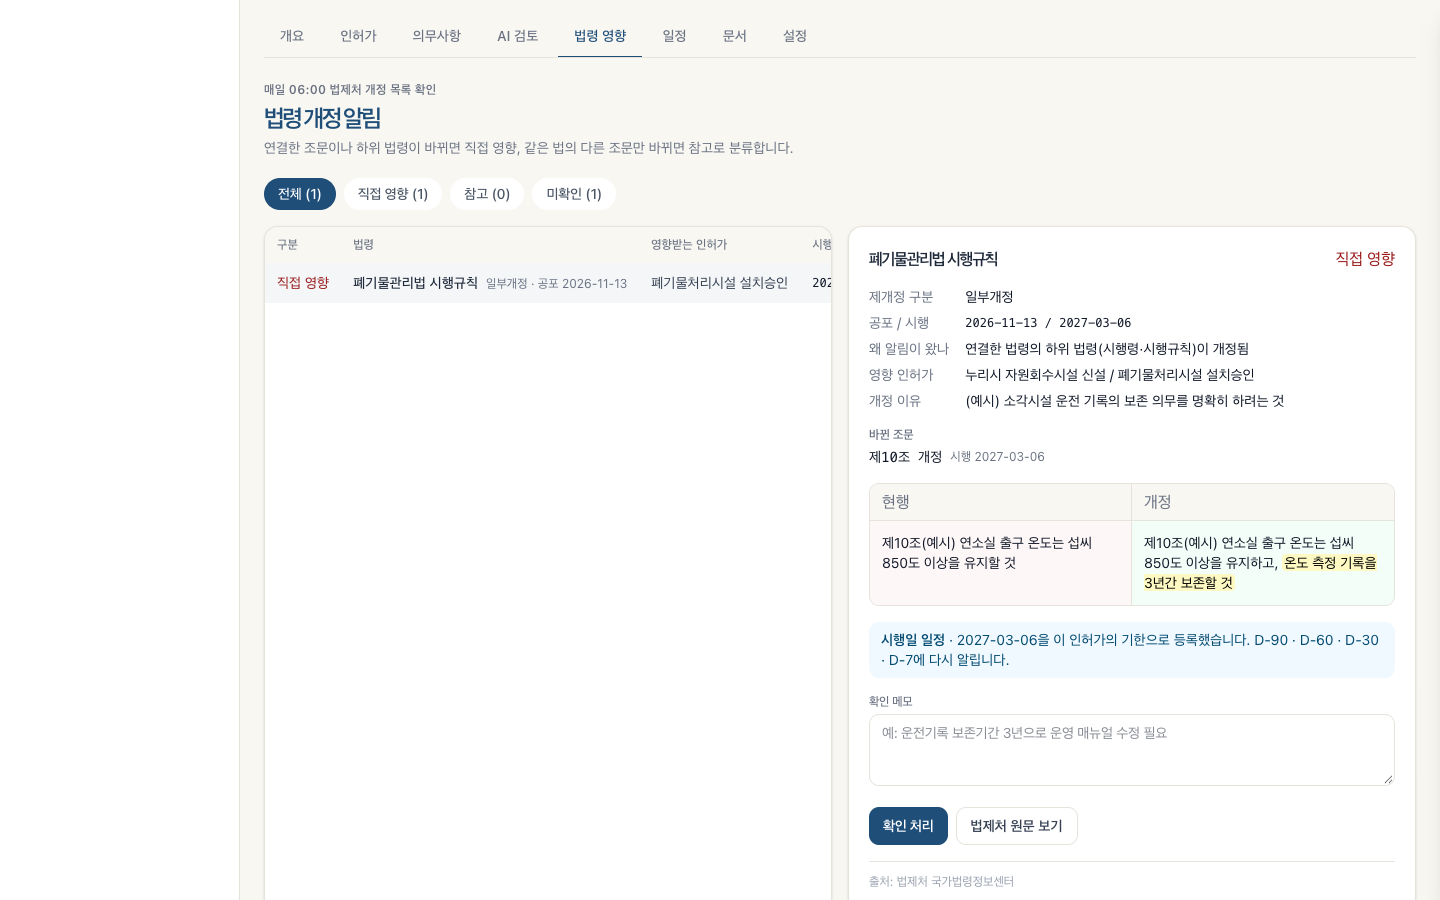 개요 인허가 의무사항 AI 검토 법령 영향 일정 문서 설정
매일 06:00 법제처 개정 목록 확인
법령 개정 알림
연결한 조문이나 하위 법령이 바뀌면 직접 영향, 같은 법의 다른 조문만 바뀌면 참고로 분류합니다.
전체 (1) 직접 영향 (1) 참고 (0) 미확인 (1)
구분 법령 영향받는 인허가 시행
직접 영향 폐기물관리법 시행규칙 일부개정 · 공포 2026-11-13 폐기물처리시설 설치승인 202
폐기물관리법 시행규칙 직접 영향
제개정 구분 일부개정
공포 / 시행 2026-11-13 / 2027-03-06
왜 알림이 왔나 연결한 법령의 하위 법령(시행령·시행규칙)이 개정됨
영향 인허가 누리시 자원회수시설 신설 / 폐기물처리시설 설치승인
개정 이유 (예시) 소각시설 운전 기록의 보존 의무를 명확히 하려는 것
바뀐 조문
제10조 개정 시행 2027-03-06
현행 개정
제10조(예시) 연소실 출구 온도는 섭씨
850도 이상을 유지할 것
제10조(예시) 연소실 출구 온도는 섭씨
850도 이상을 유지하고, 온도 측정 기록을
3년간 보존할 것
시행일 일정 · 2027-03-06을 이 인허가의 기한으로 등록했습니다. D-90 · D-60 · D-30
· D-7에 다시 알립니다.
확인 메모
예: 운전기록 보존기간 3년으로 운영 매뉴얼 수정 필요
확인 처리 법제처 원문 보기
출처: 법제처 국가법령정보센터